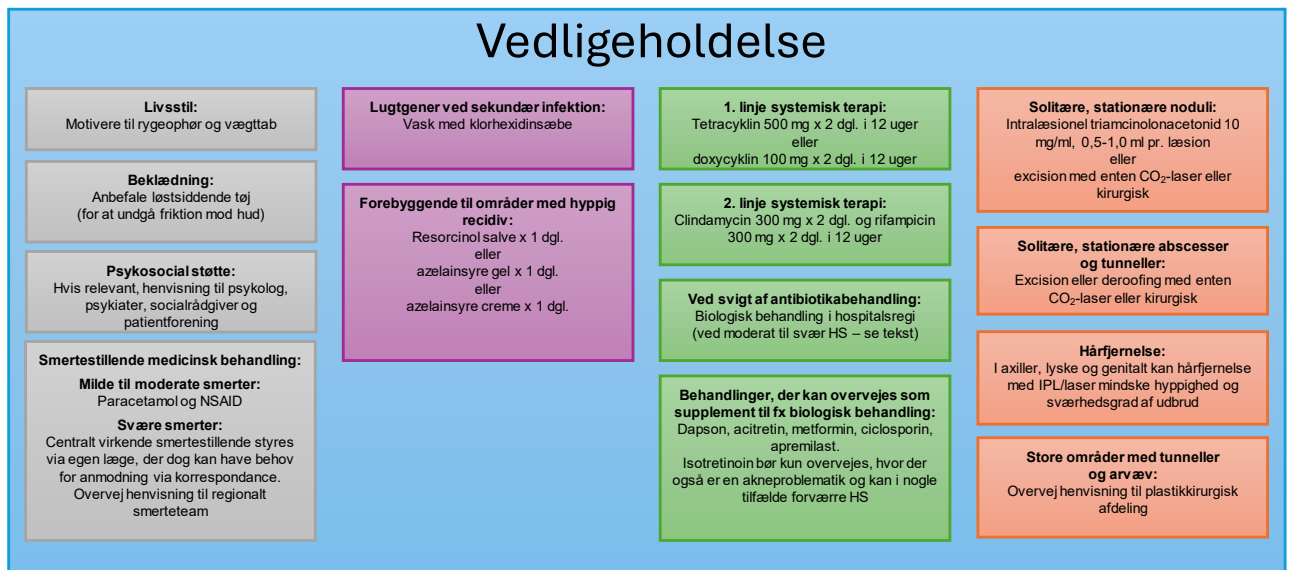 Vedligeholdelse
Livsstil:
Motivere til rygeophør og vægttab
Beklædning:
Anbefale løstsiddende tøj
(for at undgå friktion mod hud)
Psykosocial støtte:
Hvis relevant, henvisning til psykolog,
psykiater, socialrådgiver og
patientforening
Smertestillende medicinsk behandling:
Milde til moderate smerter:
Paracetamol og NSAID
Svære smerter:
Centralt virkende smertestillende styres
via egen læge, der dog kan have behov
for anmodning via korrespondance.
Overvej henvisning til regionalt
smerteteam
Lugtgener ved sekundær infektion:
Vask med klorhexidinsæbe
Forebyggende til områder med hyppig
recidiv:
Resorcinol salve x 1 dgl.
eller
azelainsyre gel x 1 dgl.
eller
azelainsyre creme x 1 dgl.
1. linje systemisk terapi:
Tetracyklin 500 mg x 2 dgl. i 12 uger
eller
doxycyklin 100 mg x 2 dgl. i 12 uger
2. linje systemisk terapi:
Clindamycin 300 mg x 2 dgl. og rifampicin
300 mg x 2 dgl. i 12 uger
Ved svigt af antibiotikabehandling:
Biologisk behandling i hospitalsregi
(ved moderat til svær HS – se tekst)
Behandlinger, der kan overvejes som
supplement til fx biologisk behandling:
Dapson, acitretin, metformin, ciclosporin,
apremilast.
Isotretinoin bør kun overvejes, hvor der
også er en akneproblematik og kan i nogle
tilfælde forværre HS
Solitære, stationære noduli:
Intralæsionel triamcinolonacetonid 10
mg/ml, 0,5-1,0 ml pr. læsion
eller
excision med enten CO₂-laser eller
kirurgisk
Solitære, stationære abscesser
og tunneller:
Excision eller deroofing med enten
CO₂-laser eller kirurgisk
Hårfjernelse:
I axiller, lyske og genitalt kan hårfjernelse
med IPL/laser mindske hyppighed og
sværhedsgrad af udbrud
Store områder med tunneller
og arvæv:
Overvej henvisning til plastikkirurgisk
afdeling